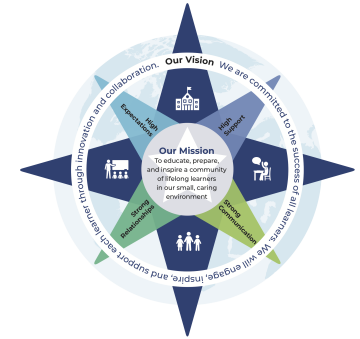 Our Vision We are committed to the success of all learners. We will engage, inspire, and support each learner through innovation and collaboration.
High
Expectations
High
Support
Our Mission
To educate, prepare,
and inspire a community
of lifelong learners
in our small, caring
environment
Strong
Relationships
Strong
Communication